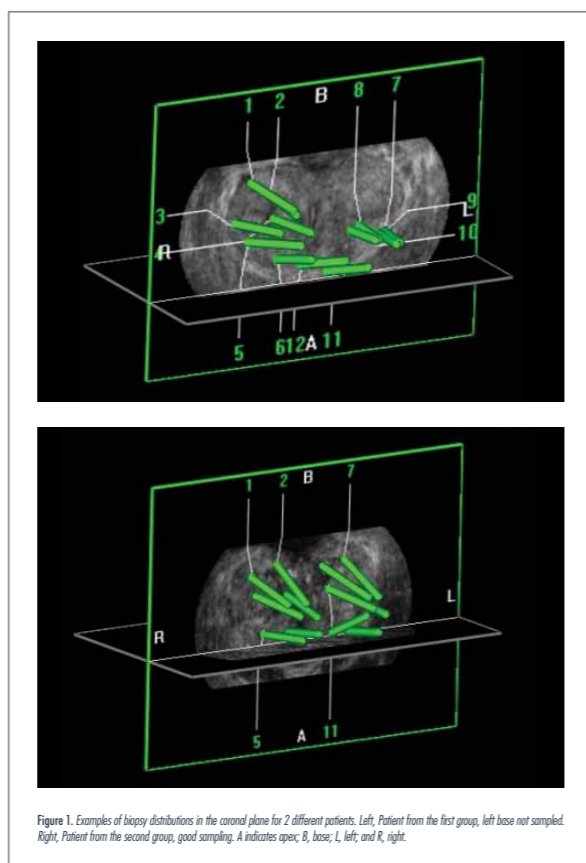 B
8 7
1 2
3
9
L
4 R
10
5
6 12 A 11
B
7
1 2
L
R
5
A 11
Figure 1. Examples of biopsy distributions in the coronal plane for 2 different patients. Left, Patient from the first group, left base not sampled.
Right, Patient from the second group, good sampling. A indicates apex; B, base; L, left; and R, right.